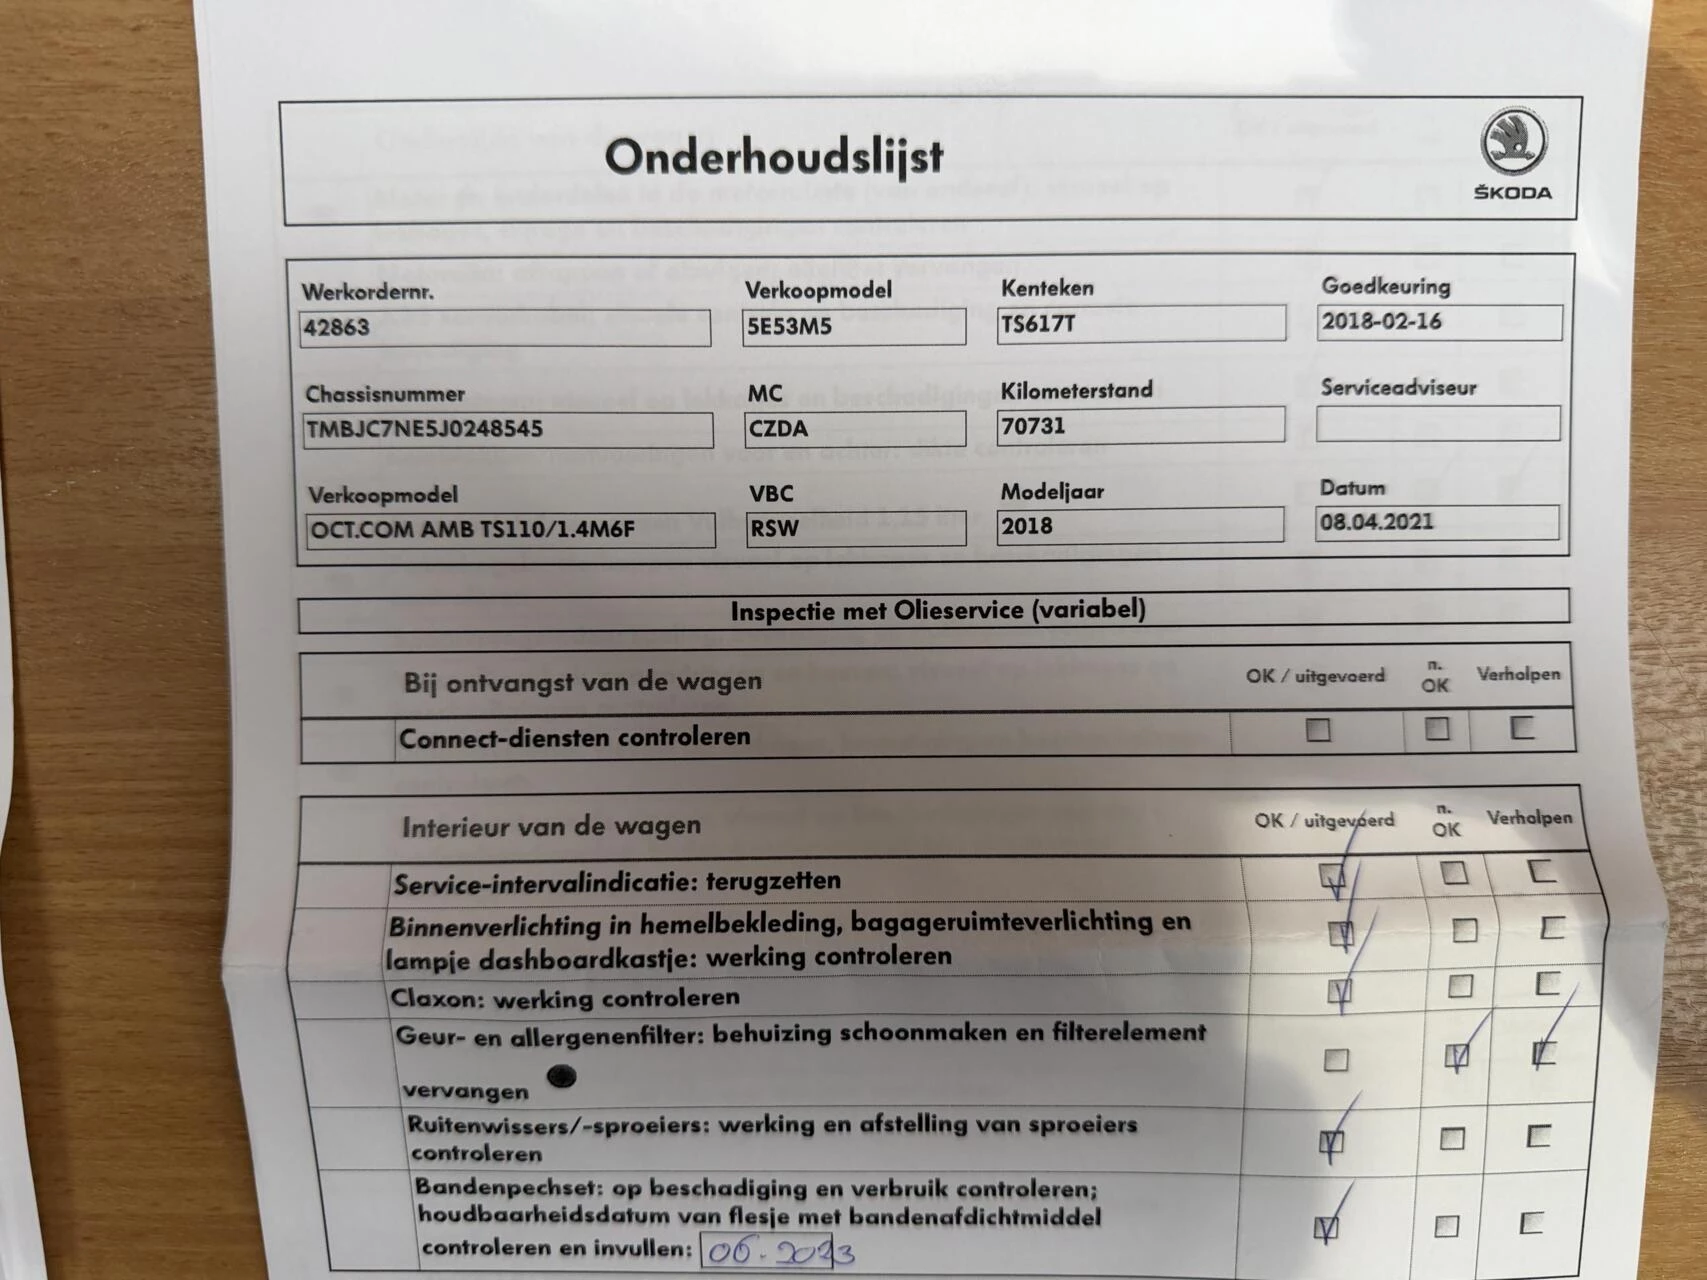 Onderhoudslijst
ŠKODA
Werkordernr. Verkoopmodel Kenteken Goedkeuring
42863 5E53M5 TS617T 2018-02-16
Chassisnummer MC Kilometerstand Serviceadviseur
TMBJC7NE5J0248545 CZDA 70731
Verkoopmodel VBC Modeljaar Datum
OCT.COM AMB TS110/1.4M6F RSW 2018 08.04.2021
Inspectie met Olieservice (variabel)
Bij ontvangst van de wagen OK / uitgevoerd n. OK Verholpen
Connect-diensten controleren
Interieur van de wagen OK / uitgevoerd n. OK Verholpen
Service-intervalindicatie: terugzetten
Binnenverlichting in hemelbekleding, bagageruimteverlichting en
lampje dashboardkastje: werking controleren
Claxon: werking controleren
Geur- en allergenenfilter: behuizing schoonmaken en filterelement
vervangen
Ruitenwissers/-sproeiers: werking en afstelling van sproeiers
controleren
Bandenpechset: op beschadiging en verbruik controleren;
houdbaarheidsdatum van flesje met bandenafdichtmiddel
controleren en invullen: 06.2023